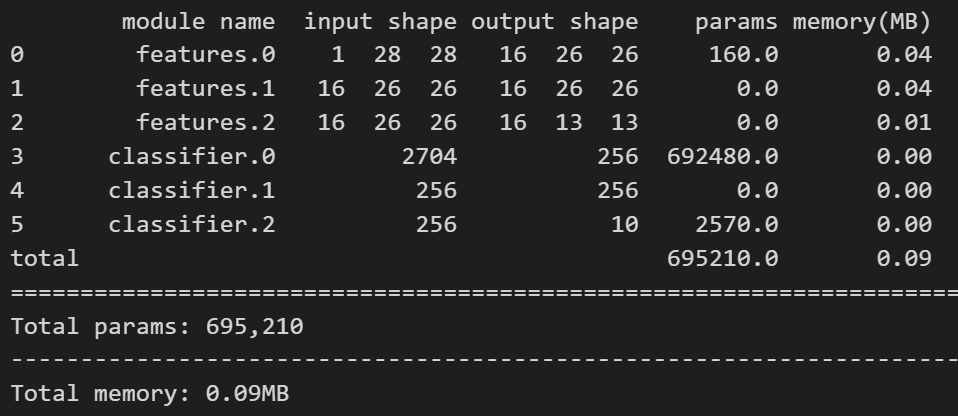 module name  input shape output shape    params memory(MB)
0        features.0    1  28  28   16  26  26     160.0       0.04
1        features.1   16  26  26   16  26  26       0.0       0.04
2        features.2   16  26  26   16  13  13       0.0       0.01
3      classifier.0         2704          256  692480.0       0.00
4      classifier.1          256          256       0.0       0.00
5      classifier.2          256           10    2570.0       0.00
total                                          695210.0       0.09
====================================================================
Total params: 695,210
--------------------------------------------------------------------
Total memory: 0.09MB